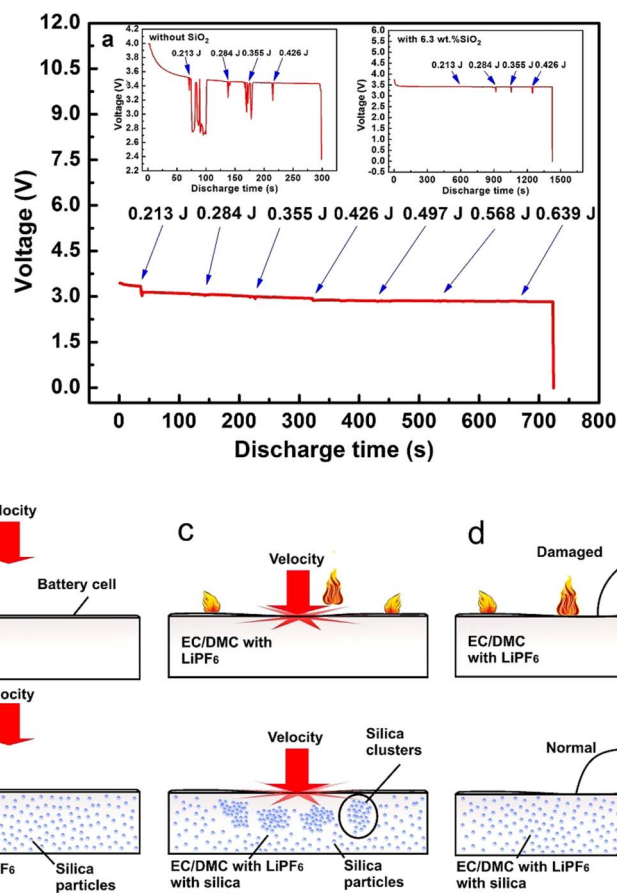 a
without SiO2
0.213 J
0.284 J
0.355 J
0.426 J
4.2
4.0
3.8
3.6
3.4
3.2
3.0
2.8
2.6
2.4
2.2
Voltage (V)
0
50
100
150
200
250
300
Discharge time (s)
with 6.3 wt.%SiO2
0.213 J
0.284 J
0.355 J
0.426 J
6.5
6.0
5.5
5.0
4.5
4.0
3.5
3.0
2.5
2.0
1.5
1.0
0.5
0.0
-0.5
Voltage (V)
0
300
600
900
1200
1500
Discharge time (s)
12.0
10.5
9.0
7.5
6.0
4.5
3.0
1.5
0.0
Voltage (V)
0.213 J
0.284 J
0.355 J
0.426 J
0.497 J
0.568 J
0.639 J
0
100
200
300
400
500
600
700
800
Discharge time (s)
locity
Battery cell
c
Velocity
EC/DMC with
LiPF6
d
Damaged
EC/DMC
with LiPF6
locity
F6
Silica
particles
Velocity
Silica
clusters
EC/DMC with LiPF6
with silica
Silica
particles
Normal
EC/DMC with LiPF6
with silica